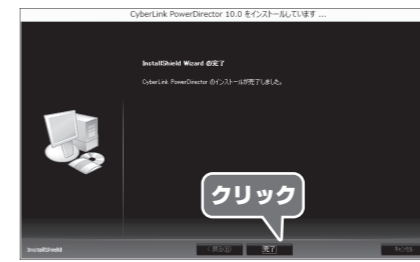 CyberLink PowerDirector 10.0 をインストールしています ...
InstallShield Wizard の完了
CyberLink PowerDirector のインストールが完了しました。
クリック
InstallShield
< 戻る(B)
完了
キャンセル